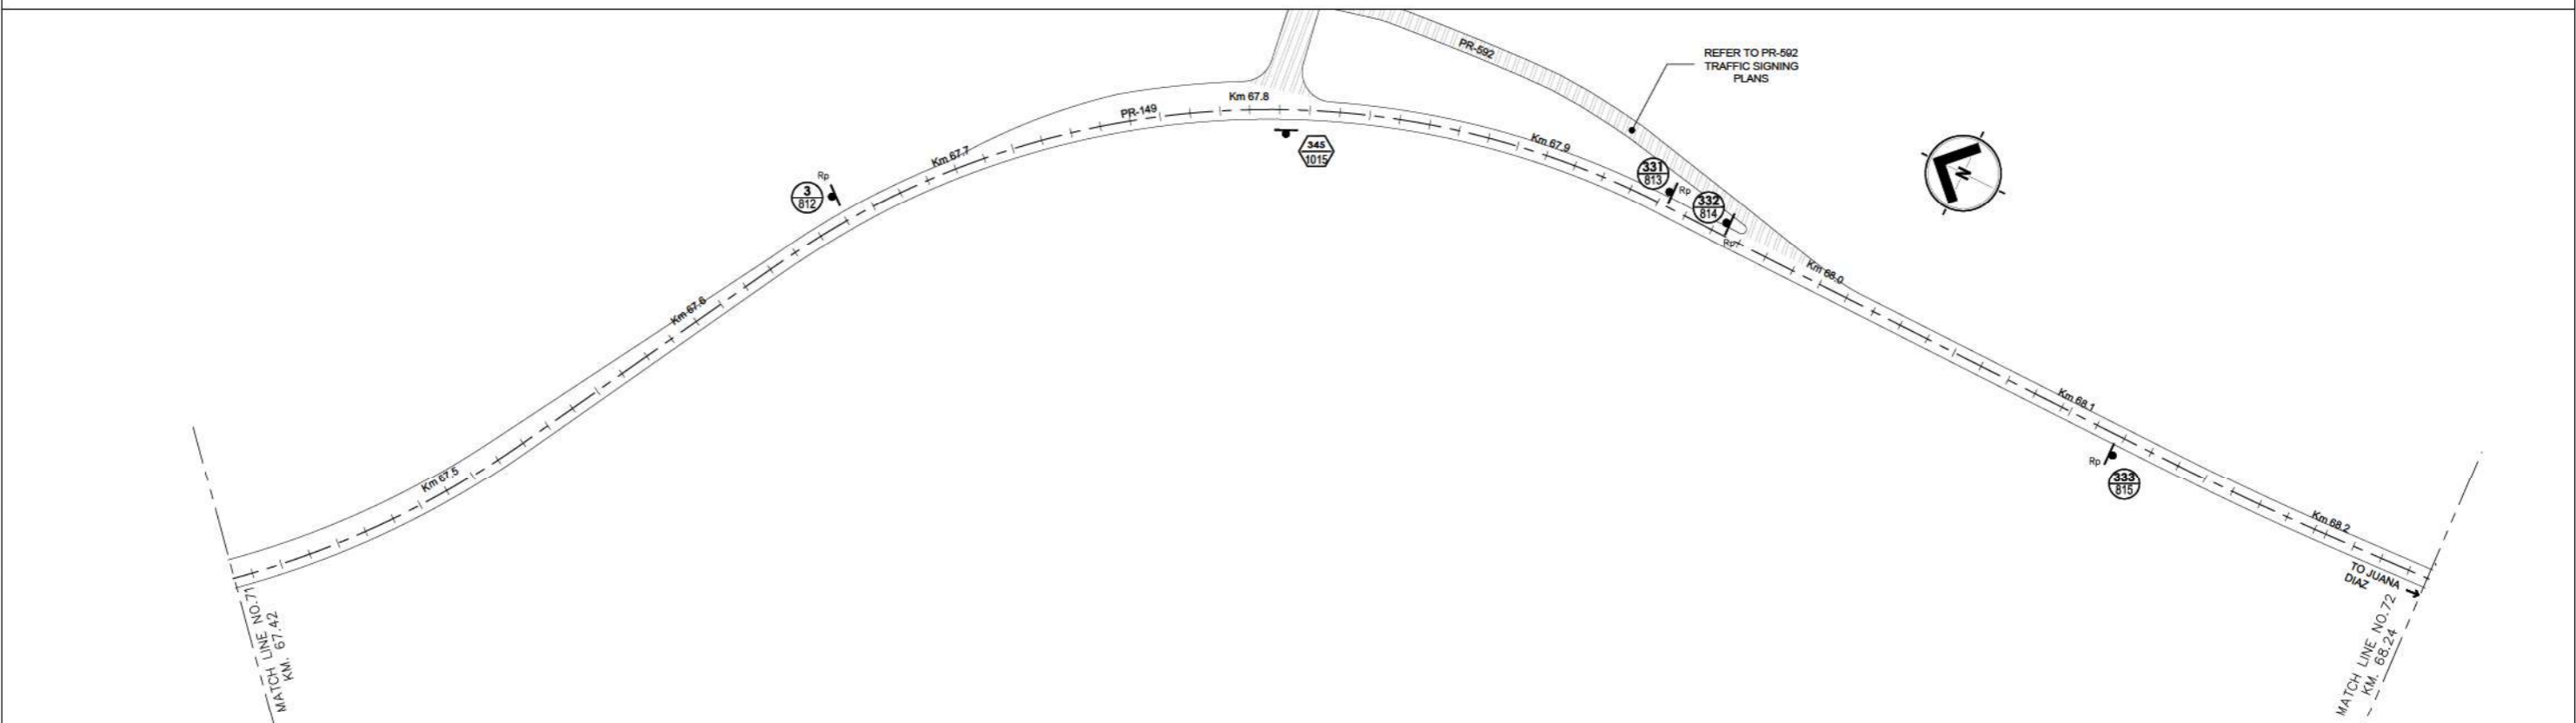 PR-592
REFER TO PR-592
TRAFFIC SIGNING
PLANS
Km 67.8
PR-149
345
1015
Km 67.9
Km 67.7
Rp
3
812
331
813
Rp
332
814
Rp
N
Km 68.0
Km 67.6
Km 68.1
Rp
333
815
Km 67.5
Km 68.2
TO JUANA
DIAZ
MATCH LINE NO.71
KM. 67.42
MATCH LINE NO.72
KM. 68.24